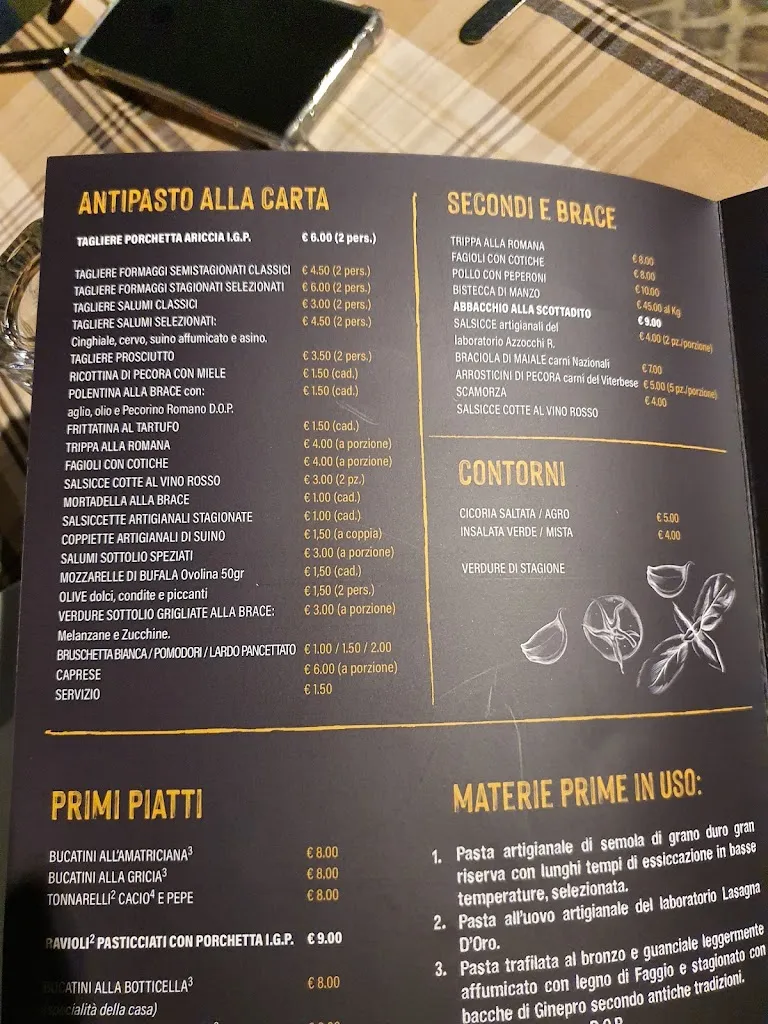 ANTIPASTO ALLA CARTA
TAGLIERE PORCHETTA ARICCIA I.G.P. € 6.00 (2 pers.)
TAGLIERE FORMAGGI SEMISTAGIONATI CLASSICI € 4.50 (2 pers.)
TAGLIERE FORMAGGI STAGIONATI SELEZIONATI € 6.00 (2 pers.)
TAGLIERE SALUMI CLASSICI € 3.00 (2 pers.)
TAGLIERE SALUMI SELEZIONATI: € 4.50 (2 pers.)
Cinghiale, cervo, suino affumicato e asino.
TAGLIERE PROSCIUTTO € 3.50 (2 pers.)
RICOTTINA DI PECORA CON MIELE € 1.50 (cad.)
POLENTINA ALLA BRACE con: € 1.50 (cad.)
aglio, olio e Pecorino Romano D.O.P.
FRITTATINA AL TARTUFO € 1.50 (cad.)
TRIPPA ALLA ROMANA € 4.00 (a porzione)
FAGIOLI CON COTICHE € 4.00 (a porzione)
SALSICCE COTTE AL VINO ROSSO € 3.00 (2 pz.)
MORTADELLA ALLA BRACE € 1.00 (cad.)
SALSICCETTE ARTIGIANALI STAGIONATE € 1.00 (cad.)
COPPIETTE ARTIGIANALI DI SUINO € 1,50 (a coppia)
SALUMI SOTTOLIO SPEZIATI € 3.00 (a porzione)
MOZZARELLE DI BUFALA Ovolina 50gr € 1,50 (cad.)
OLIVE dolci, condite e piccanti € 1,50 (2 pers.)
VERDURE SOTTOLIO GRIGLIATE ALLA BRACE: € 3.00 (a porzione)
Melanzane e Zucchine.
BRUSCHETTA BIANCA / POMODORI / LARDO PANCETTATO € 1.00 / 1.50 / 2.00
CAPRESE € 6.00 (a porzione)
SERVIZIO € 1.50
SECONDI E BRACE
TRIPPA ALLA ROMANA € 8.00
FAGIOLI CON COTICHE € 8.00
POLLO CON PEPERONI € 10.00
BISTECCA DI MANZO € 45.00 al Kg
ABBACCHIO ALLA SCOTTADITO € 9.00
SALSICCE artigianali del € 4.00 (2 pz/porzione)
laboratorio Azzocchi R.
BRACIOLA DI MAIALE carni Nazionali € 7.00
ARROSTICINI DI PECORA carni del Viterbese € 5.00 (5 pz./porzione)
SCAMORZA € 4.00
SALSICCE COTTE AL VINO ROSSO
CONTORNI
CICORIA SALTATA / AGRO € 5.00
INSALATA VERDE / MISTA € 4.00
VERDURE DI STAGIONE
PRIMI PIATTI
BUCATINI ALL'AMATRICIANA³ € 8.00
BUCATINI ALLA GRICIA³ € 8.00
TONNARELLI² CACIO⁴ E PEPE € 8.00
RAVIOLI² PASTICCIATI CON PORCHETTA I.G.P. € 9.00
BUCATINI ALLA BOTTICELLA³ € 8.00
(specialità della casa)
MATERIE PRIME IN USO:
1. Pasta artigianale di semola di grano duro gran
riserva con lunghi tempi di essiccazione in basse
temperature, selezionata.
2. Pasta all'uovo artigianale del laboratorio Lasagna
D'Oro.
3. Pasta trafilata al bronzo e guanciale leggermente
affumicato con legno di Faggio e stagionato con
bacche di Ginepro secondo antiche tradizioni.